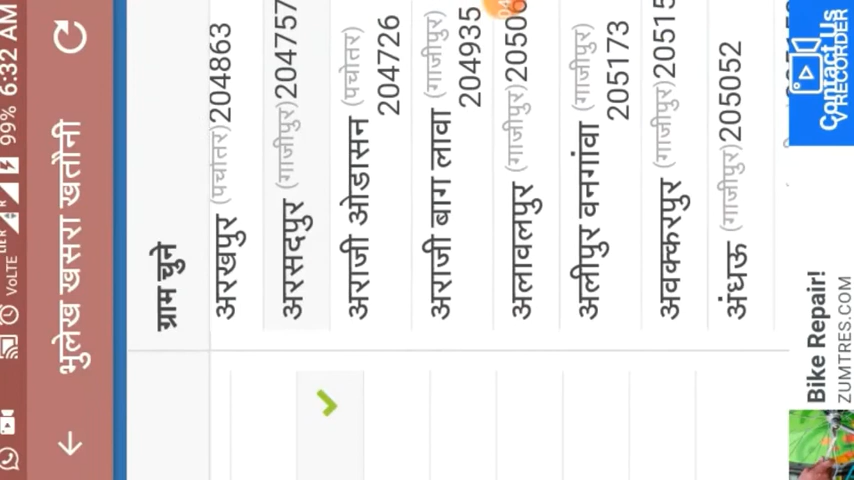 VoLTE 99% 6:32 AM
भुलेख खसरा खतौनी
ग्राम चुने
अरखपुर (पचोतर)204863
अरसदपुर (गाजीपुर)204757
अराजी ओडासन (पचोतर)
204726
अराजी बाग लावा (गाजीपुर)
204935
अलावलपुर (गाजीपुर)
अलीपुर वनगांवा (गाजीपुर)
205173
अवक्करपुर (गाजीपुर)
अंधऊ (गाजीपुर)205052
Bike Repair!
ZUMTRES.COM
Contact Us
V RECORDER